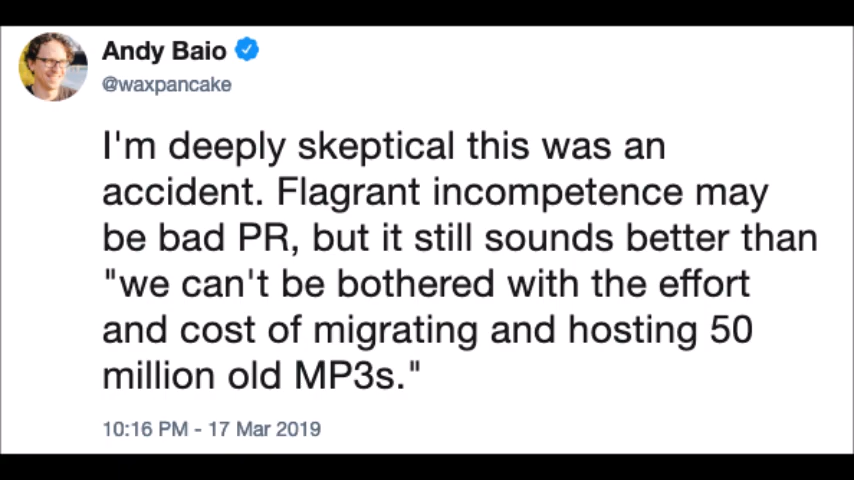 Andy Baio
@waxpancake
I'm deeply skeptical this was an
accident. Flagrant incompetence may
be bad PR, but it still sounds better than
"we can't be bothered with the effort
and cost of migrating and hosting 50
million old MP3s."
10:16 PM - 17 Mar 2019